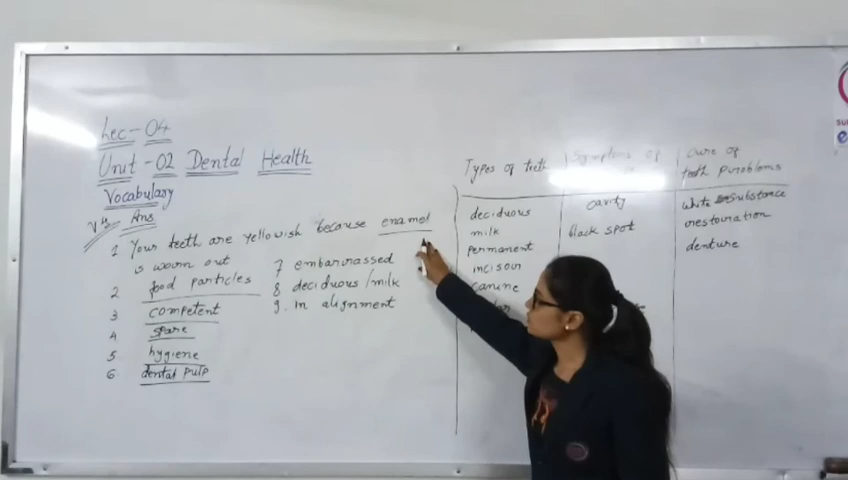 Lec-04
Unit-02 Dental Health
Vocabulary
Ans
1 Your teeth are yellowish because enamel
is worn out
2 food particles
3 competent
4 spare
5 hygiene
6 dental pulp
7 embarrassed
8 deciduous/milk
9. In alignment
Types of teeth
deciduous
milk
permanent
incisor
canine
Symptoms of
cavity
black spot
Cure of
teeth problems
white substance
restoration
denture